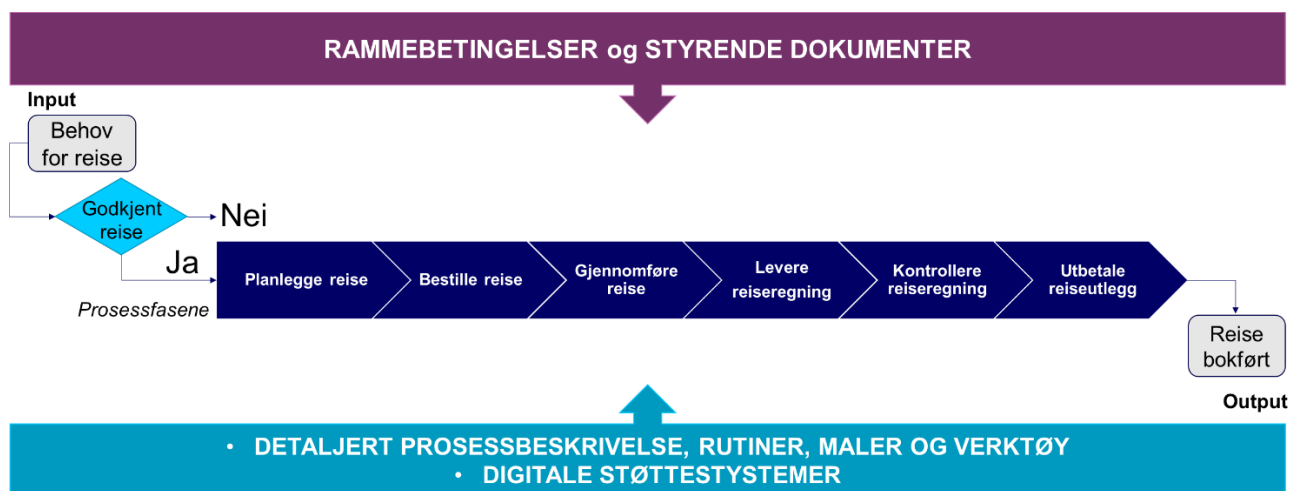 RAMMEBETINGELSER og STYRENDE DOKUMENTER
Input
Behov
for reise
Godkjent
reise
Nei
Ja
Prosessfasene
Planlegge reise
Bestille reise
Gjennomføre
reise
Levere
reiseregning
Kontrollere
reiseregning
Utbetale
reiseutlegg
Reise
bokført
Output
• DETALJERT PROSESSBESKRIVELSE, RUTINER, MALER OG VERKTØY
• DIGITALE STØTTESTYSTEMER